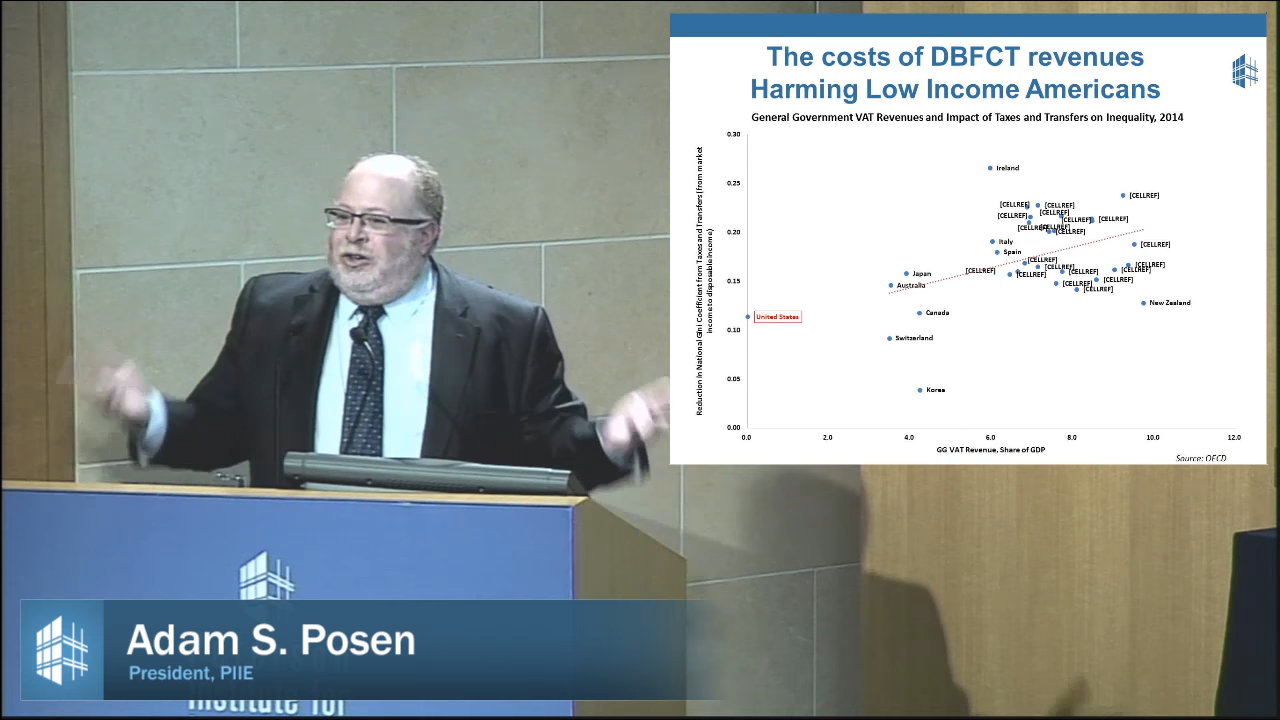 The costs of DBFCT revenues
Harming Low Income Americans
General Government VAT Revenues and Impact of Taxes and Transfers on Inequality, 2014
Reduction in National Gini Coefficient from Taxes and Transfers (from market
income to disposable income)
0.30
0.25
0.20
0.15
0.10
0.05
0.00
Ireland
[CELLREF]
[CELLREF] [CELLREF]
[CELLREF]
[CELLREF] [CELLREF] [CELLREF]
[CELLREF] [CELLREF]
[CELLREF]
Italy
[CELLREF]
Spain
[CELLREF]
[CELLREF] [CELLREF]
[CELLREF] [CELLREF] [CELLREF] [CELLREF]
Japan
[CELLREF] [CELLREF]
Australia
[CELLREF]
New Zealand
Canada
United States
Switzerland
Korea
0.0 2.0 4.0 6.0 8.0 10.0 12.0
GG VAT Revenue, Share of GDP
Source: OECD
Adam S. Posen
President, PIIE
Institute for